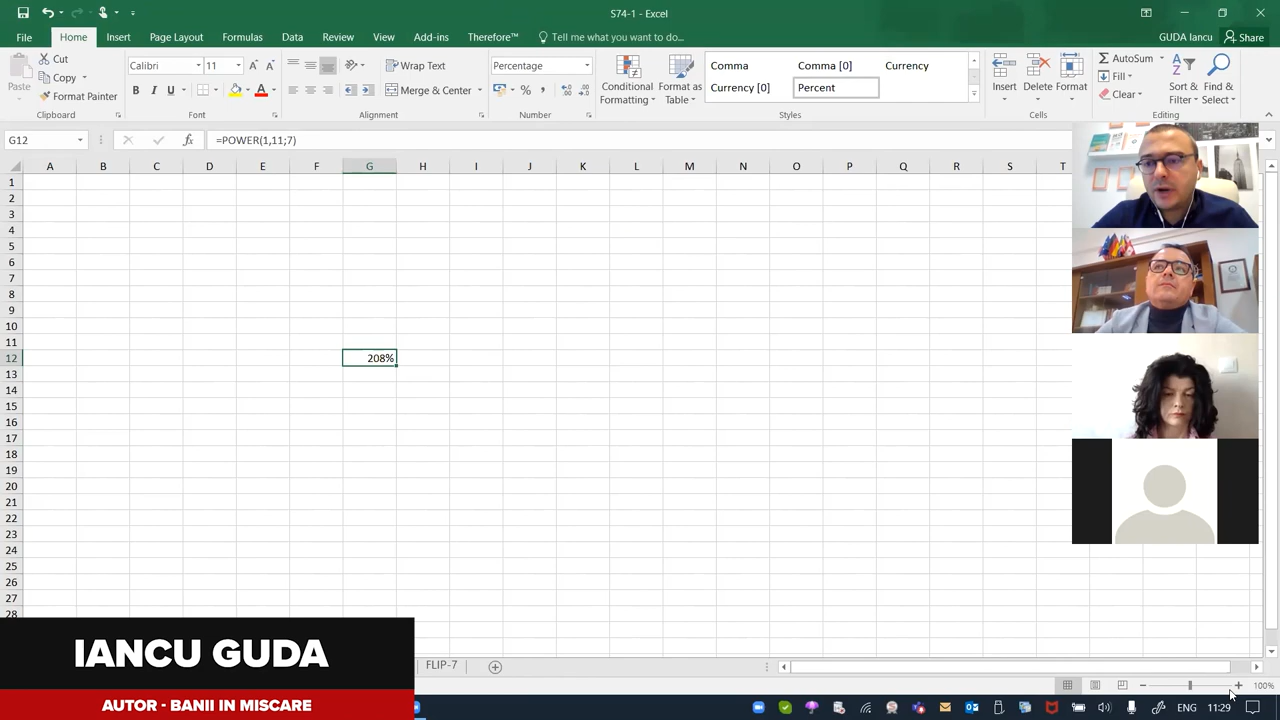 S74-1 - Excel
File Home Insert Page Layout Formulas Data Review View Add-ins Therefore™ Tell me what you want to do... GUDA Iancu Share
Paste
Cut
Copy
Format Painter
Clipboard
Calibri 11
B I U
Font
Wrap Text
Merge & Center
Alignment
Percentage
Number
Conditional Formatting
Format as Table
Comma Comma [0] Currency
Currency [0] Percent
Styles
Insert Delete Format
Cells
AutoSum
Fill
Clear
Sort & Filter
Find & Select
Editing
G12 fx =POWER(1,11;7)
A B C D E F G H I J K L M N O P Q R S T
1
2
3
4
5
6
7
8
9
10
11
12 208%
13
14
15
16
17
18
19
20
21
22
23
24
25
26
27
28
FLIP-7
100%
IANCU GUDA
AUTOR - BANII IN MISCARE
ENG 11:29